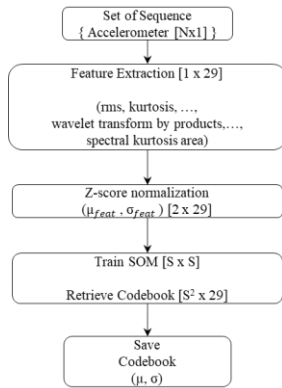 Set of Sequence
{ Accelerometer [Nx1] }
Feature Extraction [1 x 29]
(rms, kurtosis, …,
wavelet transform by products,…,
spectral kurtosis area)
Z-score normalization
(μfeat , σfeat ) [2 x 29]
Train SOM [S x S]
Retrieve Codebook [S² x 29]
Save
Codebook
(μ, σ)